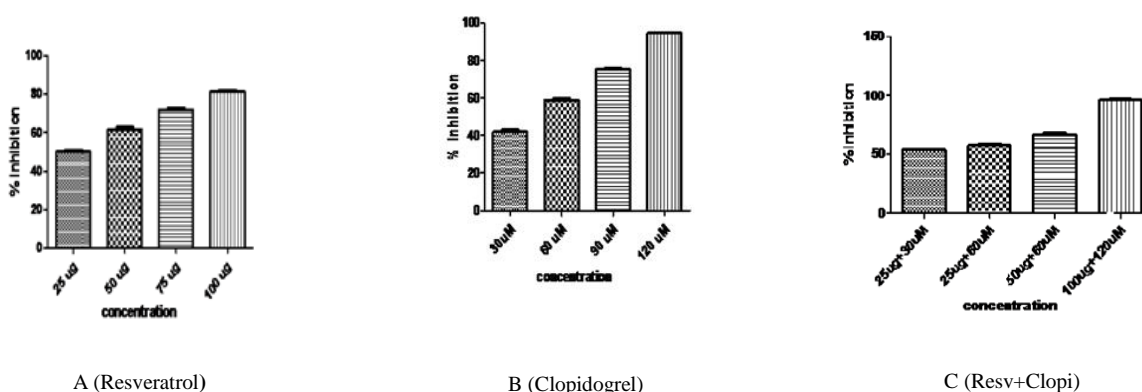 % Inhibition
100
80
60
40
20
0
25 ug
50 ug
75 ug
100 ug
concentration
A (Resveratrol)
% Inhibition
100
80
60
40
20
0
30uM
60 uM
90 uM
120 uM
concentration
B (Clopidogrel)
% Inhibition
150
100
50
0
25ug+30uM
25ug+60uM
50ug+60uM
100ug+120uM
concentration
C (Resv+Clopi)